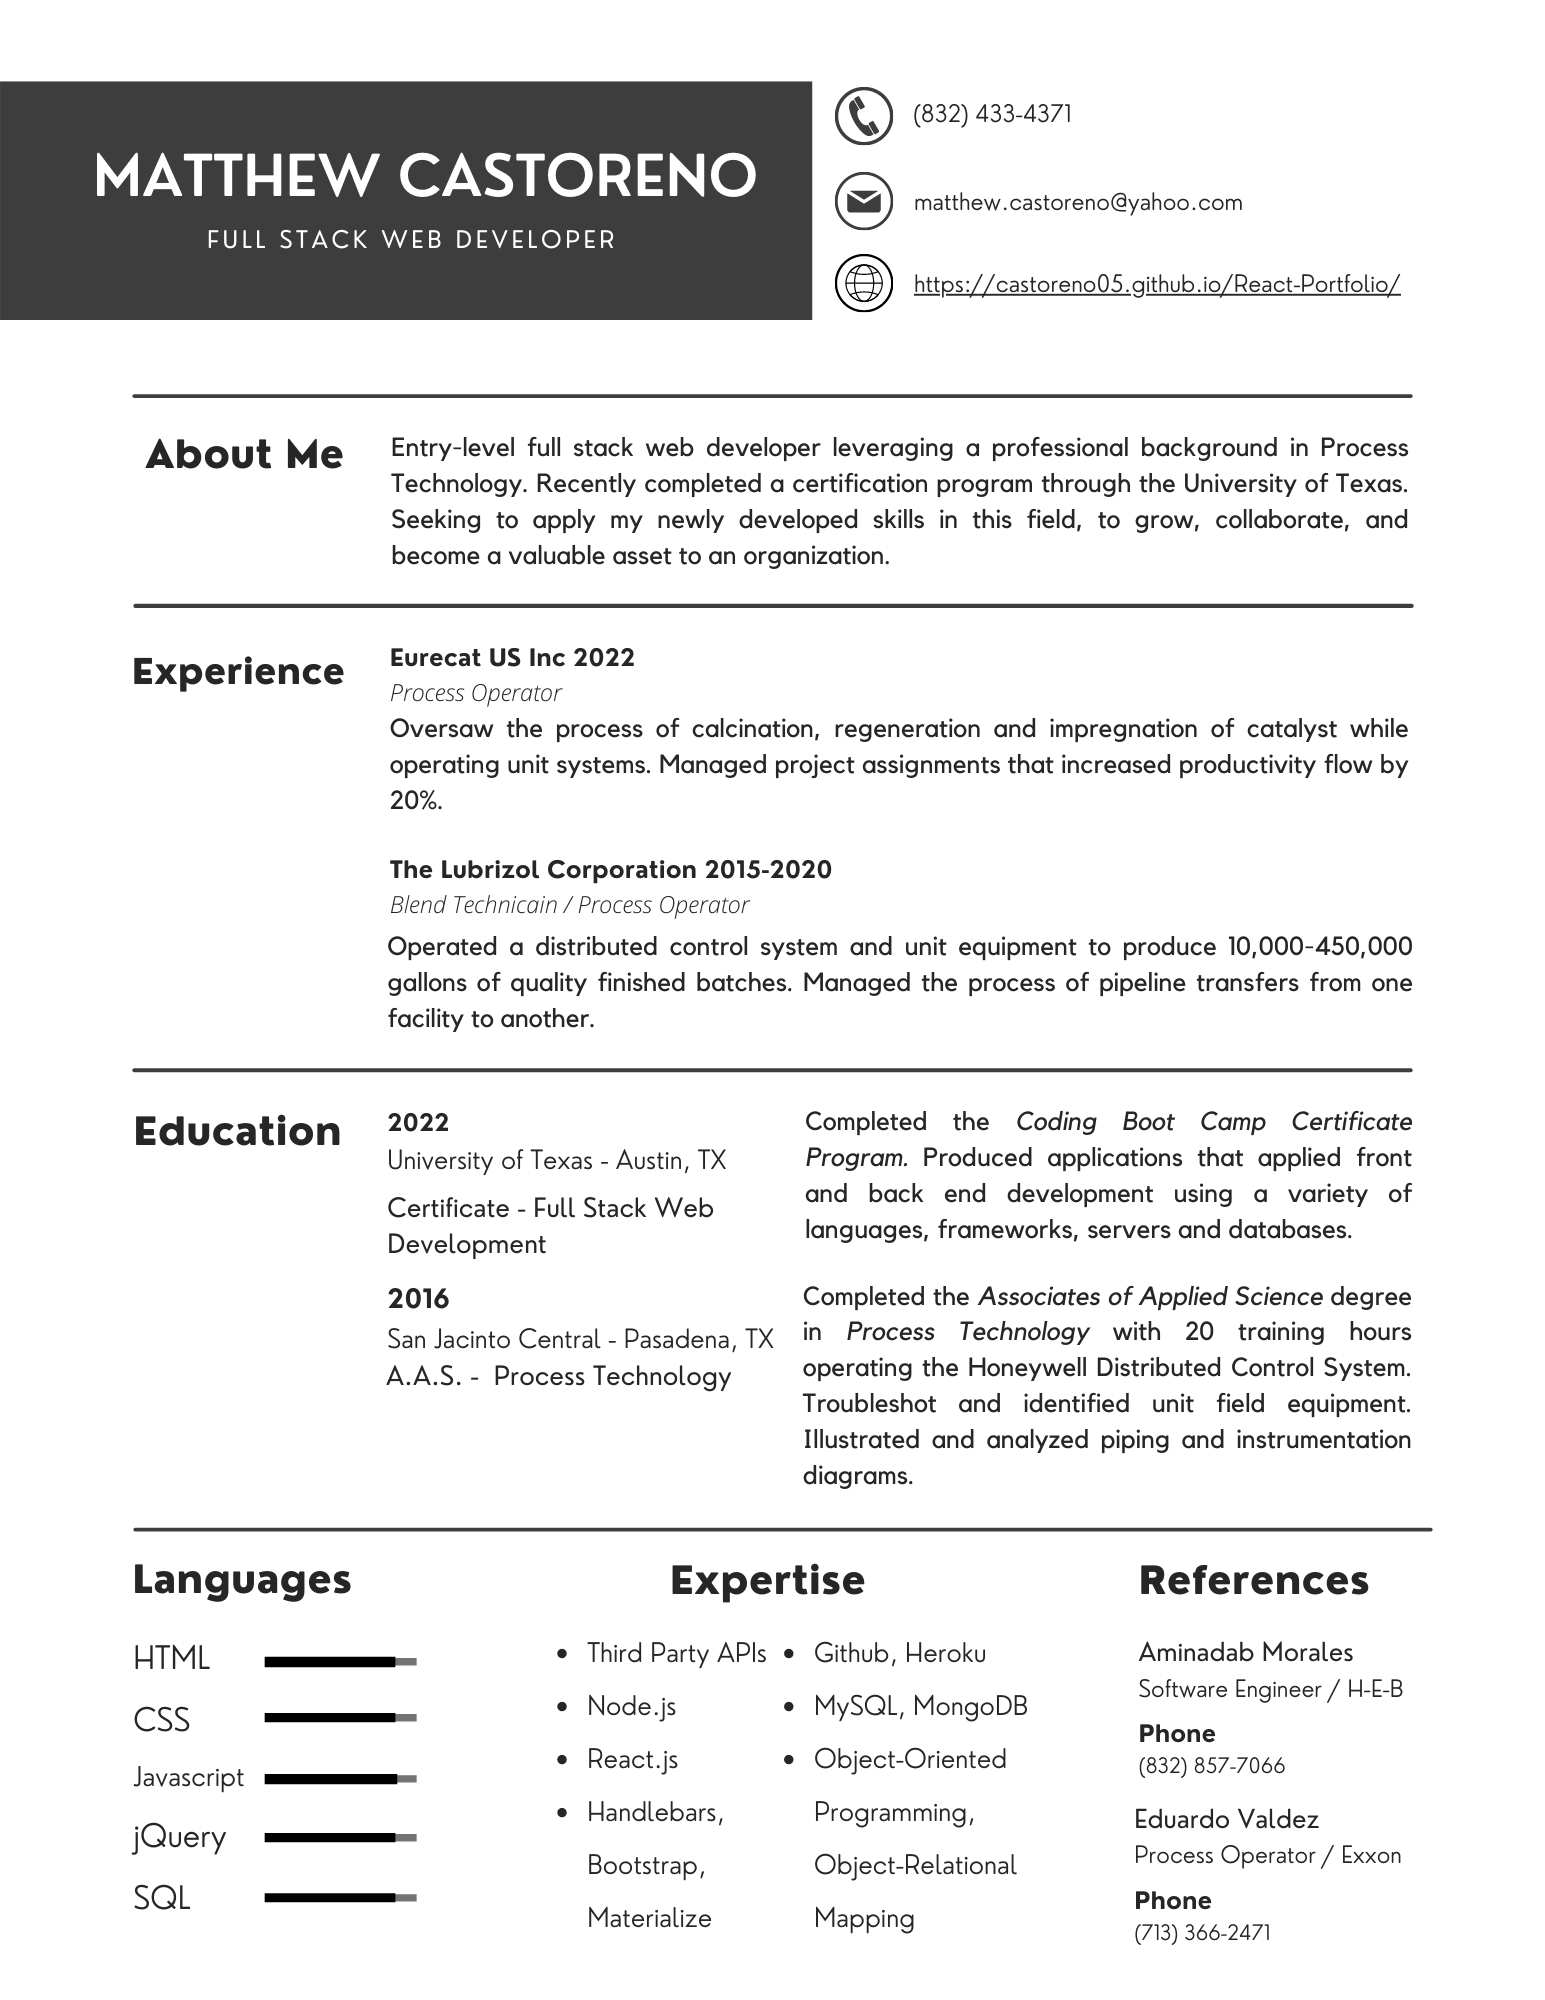 MATTHEW CASTORENO
FULL STACK WEB DEVELOPER
(832) 433-4371
matthew.castoreno@yahoo.com
https://castoreno05.github.io/React-Portfolio/
About Me
Entry-level full stack web developer leveraging a professional background in Process
Technology. Recently completed a certification program through the University of Texas.
Seeking to apply my newly developed skills in this field, to grow, collaborate, and
become a valuable asset to an organization.
Experience
Eurecat US Inc 2022
Process Operator
Oversaw the process of calcination, regeneration and impregnation of catalyst while
operating unit systems. Managed project assignments that increased productivity flow by
20%.
The Lubrizol Corporation 2015-2020
Blend Technicain / Process Operator
Operated a distributed control system and unit equipment to produce 10,000-450,000
gallons of quality finished batches. Managed the process of pipeline transfers from one
facility to another.
Education
2022
University of Texas - Austin, TX
Certificate - Full Stack Web
Development
Completed the Coding Boot Camp Certificate
Program. Produced applications that applied front
and back end development using a variety of
languages, frameworks, servers and databases.
2016
San Jacinto Central - Pasadena, TX
A.A.S. - Process Technology
Completed the Associates of Applied Science degree
in Process Technology with 20 training hours
operating the Honeywell Distributed Control System.
Troubleshot and identified unit field equipment.
Illustrated and analyzed piping and instrumentation
diagrams.
Languages
HTML
CSS
Javascript
jQuery
SQL
Expertise
• Third Party APIs
• Node.js
• React.js
• Handlebars,
Bootstrap,
Materialize
• Github, Heroku
• MySQL, MongoDB
• Object-Oriented
Programming,
Object-Relational
Mapping
References
Aminadab Morales
Software Engineer / H-E-B
Phone
(832) 857-7066
Eduardo Valdez
Process Operator / Exxon
Phone
(713) 366-2471